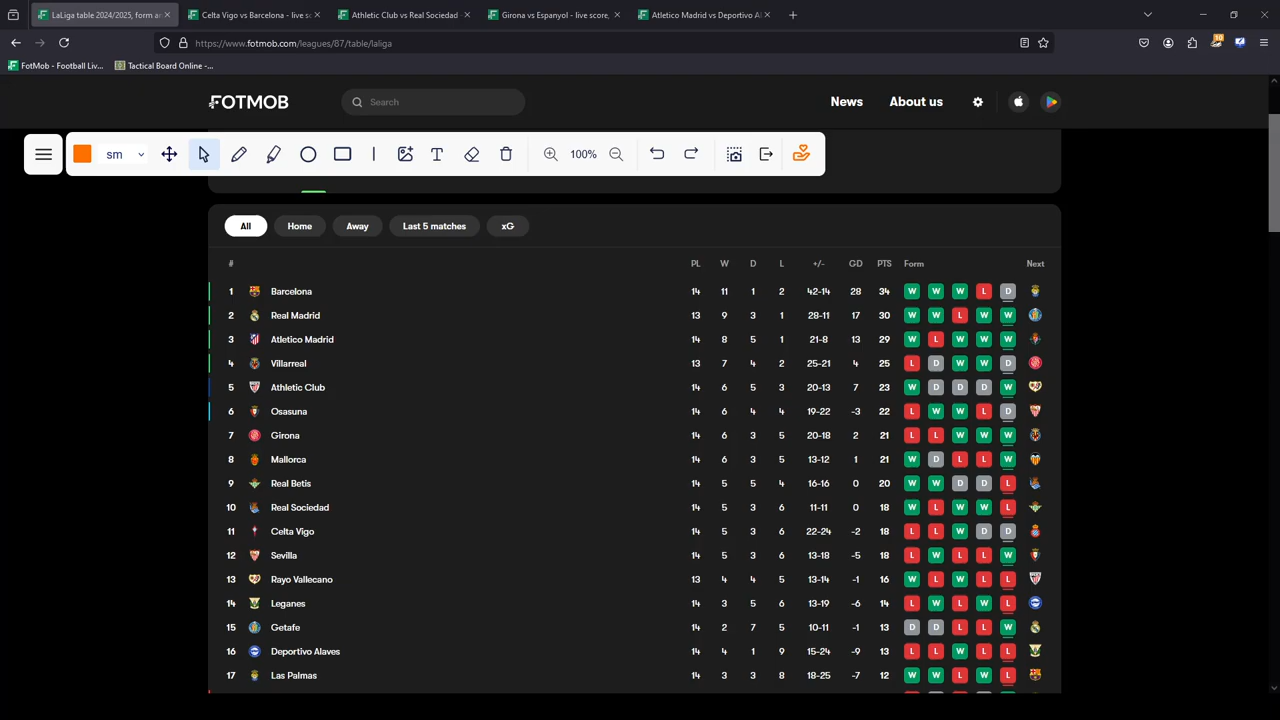 LaLiga table 2024/2025, form ar
Celta Vigo vs Barcelona - live sc
Athletic Club vs Real Sociedad
Girona vs Espanyol - live score,
Atletico Madrid vs Deportivo Al
https://www.fotmob.com/leagues/87/table/laliga
10
FotMob - Football Liv...
Tactical Board Online -...
FOTMOB
Search
News
About us
sm
T
100%
All Home Away Last 5 matches xG
# PL W D L +/- GD PTS Form Next
1 Barcelona 14 11 1 2 42-14 28 34 W W W L D
2 Real Madrid 13 9 3 1 28-11 17 30 W W L W W
3 Atletico Madrid 14 8 5 1 21-8 13 29 W L W W W
4 Villarreal 13 7 4 2 25-21 4 25 L D W W D
5 Athletic Club 14 6 5 3 20-13 7 23 W D D D W
6 Osasuna 14 6 4 4 19-22 -3 22 L W W L D
7 Girona 14 6 3 5 20-18 2 21 L L W W W
8 Mallorca 14 6 3 5 13-12 1 21 W D L L W
9 Real Betis 14 5 5 4 16-16 0 20 W W D D L
10 Real Sociedad 14 5 3 6 11-11 0 18 W L W W L
11 Celta Vigo 14 5 3 6 22-24 -2 18 L L W D D
12 Sevilla 14 5 3 6 13-18 -5 18 L W L L W
13 Rayo Vallecano 13 4 4 5 13-14 -1 16 W L W L L
14 Leganes 14 3 5 6 13-19 -6 14 L W L W L
15 Getafe 14 2 7 5 10-11 -1 13 D D L L W
16 Deportivo Alaves 14 4 1 9 15-24 -9 13 L L W L L
17 Las Palmas 14 3 3 8 18-25 -7 12 W W L W L